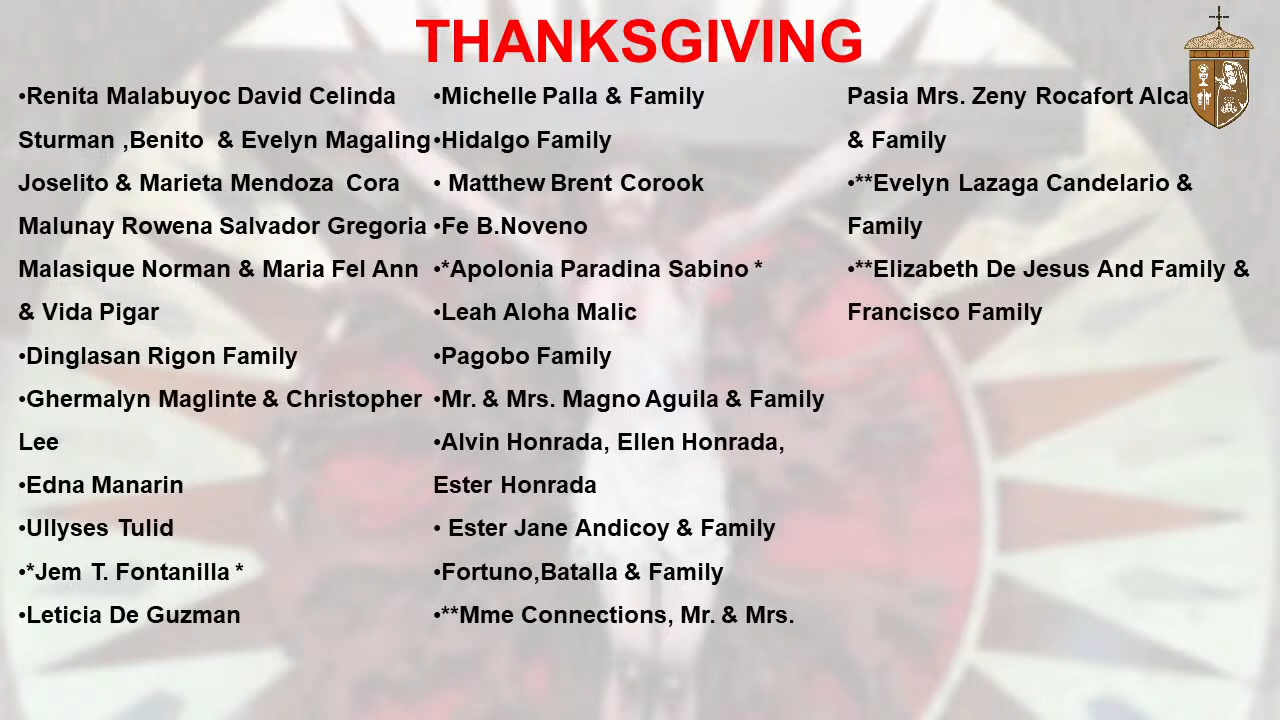 THANKSGIVING
•Renita Malabuyoc David Celinda
Sturman ,Benito & Evelyn Magaling
Joselito & Marieta Mendoza Cora
Malunay Rowena Salvador Gregoria
Malasique Norman & Maria Fel Ann
& Vida Pigar
•Dinglasan Rigon Family
•Ghermalyn Maglinte & Christopher
Lee
•Edna Manarin
•Ullyses Tulid
•*Jem T. Fontanilla *
•Leticia De Guzman
•Michelle Palla & Family
•Hidalgo Family
• Matthew Brent Corook
•Fe B.Noveno
•*Apolonia Paradina Sabino *
•Leah Aloha Malic
•Pagobo Family
•Mr. & Mrs. Magno Aguila & Family
•Alvin Honrada, Ellen Honrada,
Ester Honrada
• Ester Jane Andicoy & Family
•Fortuno,Batalla & Family
•**Mme Connections, Mr. & Mrs.
Pasia Mrs. Zeny Rocafort
& Family
•**Evelyn Lazaga Candelario &
Family
•**Elizabeth De Jesus And Family &
Francisco Family